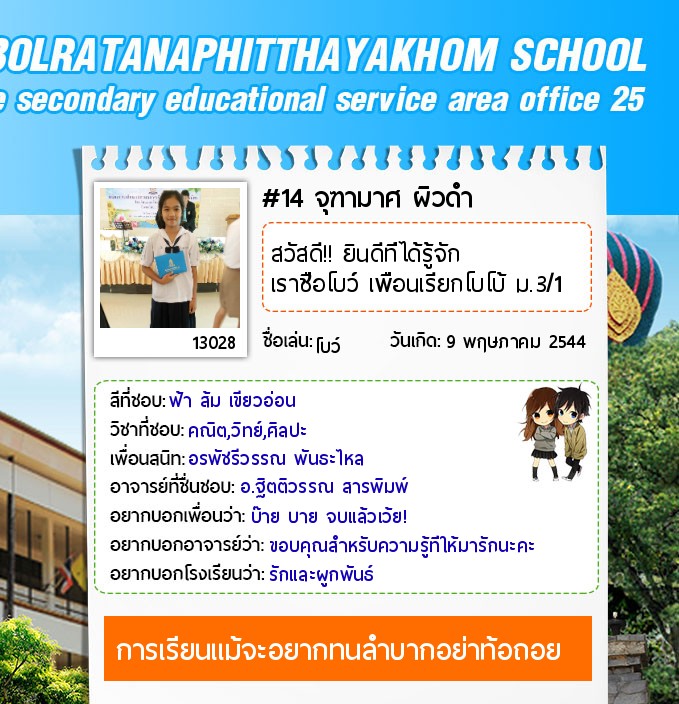 BOLRATANAPHITTHAYAKHOM SCHOOL
e secondary educational service area office 25
#14 จุฑามาศ ผิวดำ
สวัสดี!! ยินดีที่ได้รู้จัก
เราชื่อโบว์ เพื่อนเรียกโบโบ้ ม.3/1
13028
ชื่อเล่น: โบว์ วันเกิด: 9 พฤษภาคม 2544
สีที่ชอบ: ฟ้า ส้ม เขียวอ่อน
วิชาที่ชอบ: คณิต,วิทย์,ศิลปะ
เพื่อนสนิท: อรพัชรีวรรณ พันธะไหล
อาจารย์ที่ชื่นชอบ: อ.ฐิตติวรรณ สารพิมพ์
อยากบอกเพื่อนว่า: บ๊าย บาย จบแล้วเว้ย!
อยากบอกอาจารย์ว่า: ขอบคุณสำหรับความรู้ที่ให้มารักนะคะ
อยากบอกโรงเรียนว่า: รักและผูกพันธ์
การเรียนแม้จะอยากทนลำบากอย่าท้อถอย